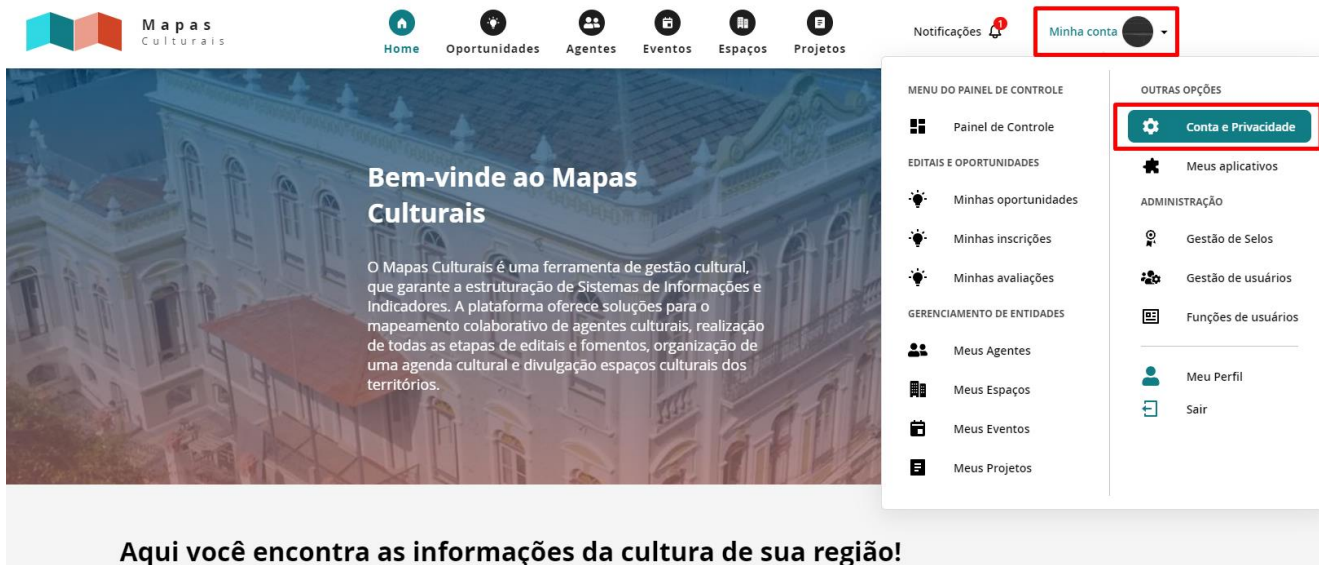 Mapas
Culturais
Home
Oportunidades
Agentes
Eventos
Espaços
Projetos
Notificações
1
Minha conta
MENU DO PAINEL DE CONTROLE
Painel de Controle
EDITAIS E OPORTUNIDADES
Minhas oportunidades
Minhas inscrições
Minhas avaliações
GERENCIAMENTO DE ENTIDADES
Meus Agentes
Meus Espaços
Meus Eventos
Meus Projetos
OUTRAS OPÇÕES
Conta e Privacidade
Meus aplicativos
ADMINISTRAÇÃO
Gestão de Selos
Gestão de usuários
Funções de usuários
Meu Perfil
Sair
Bem-vinde ao Mapas
Culturais
O Mapas Culturais é uma ferramenta de gestão cultural,
que garante a estruturação de Sistemas de Informações e
Indicadores. A plataforma oferece soluções para o
mapeamento colaborativo de agentes culturais, realização
de todas as etapas de editais e fomentos, organização de
uma agenda cultural e divulgação espaços culturais dos
territórios.
Aqui você encontra as informações da cultura de sua região!